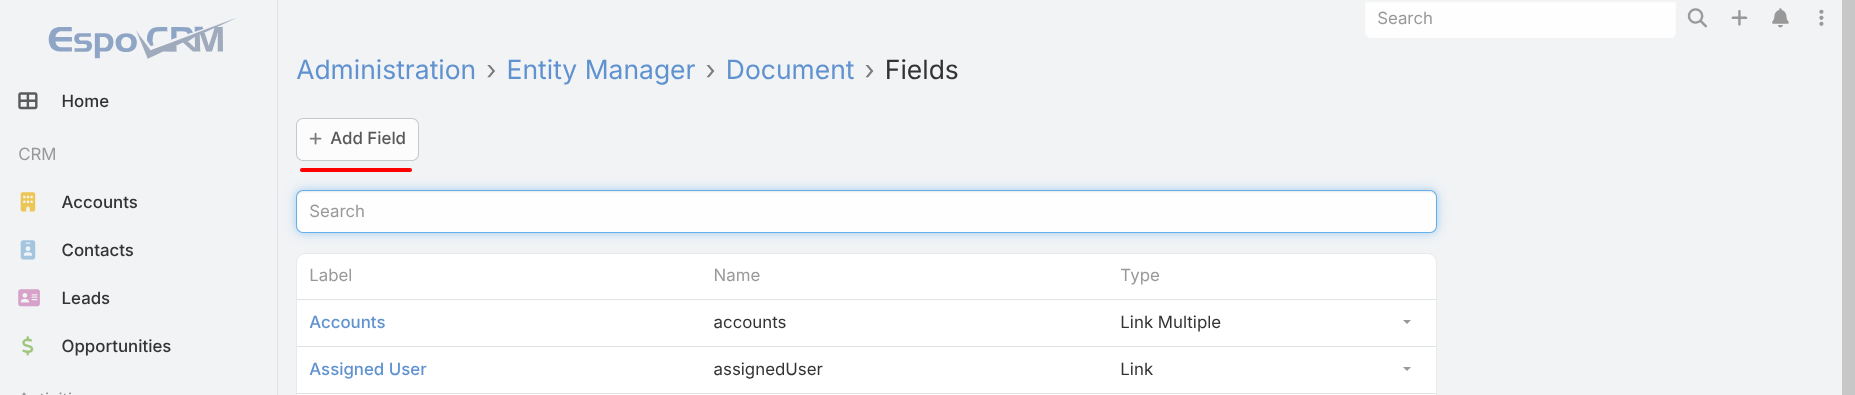 EspoCRM
Search
Administration › Entity Manager › Document › Fields
Home
+ Add Field
CRM
Accounts
Search
Contacts
Label Name Type
Leads
Accounts accounts Link Multiple
Opportunities
Assigned User assignedUser Link